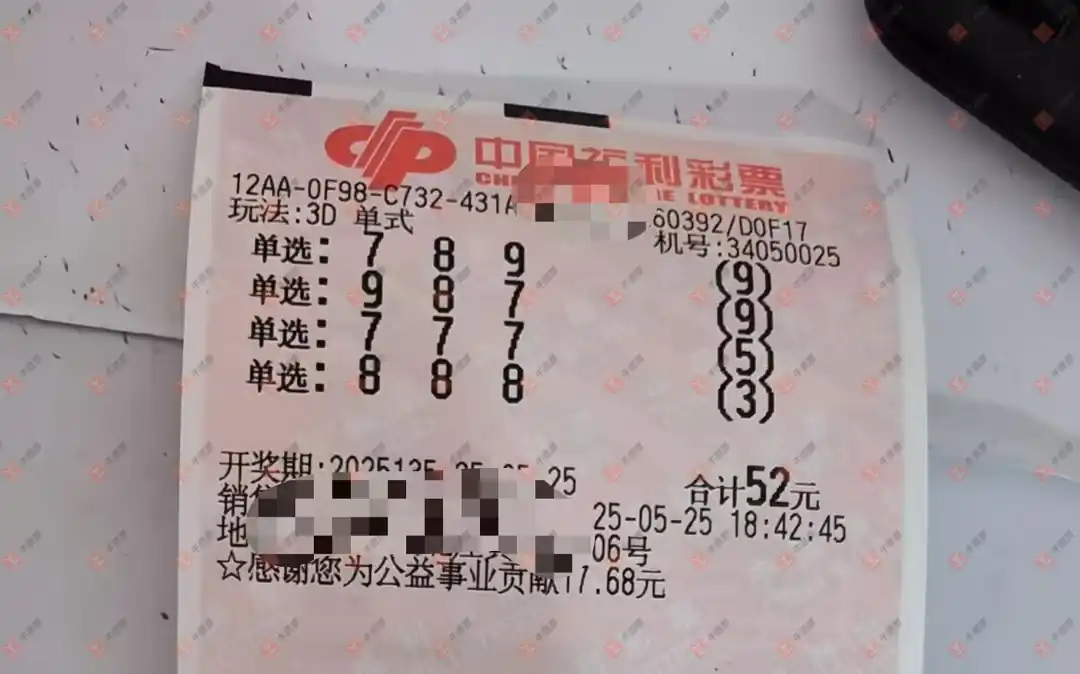 中国福利彩票
CH E LOTTERY
12AA-0F98-C732-431A 60392/D0F17
玩法:3D 单式 机号:34050025
单选: 7 8 9 (9)
单选: 9 8 7 (9)
单选: 7 7 7 (5)
单选: 8 8 8 (3)
开奖期:2025135 25-05-25 合计52元
销 25-05-25 18:42:45
地 06号
☆感谢您为公益事业贡献17.68元